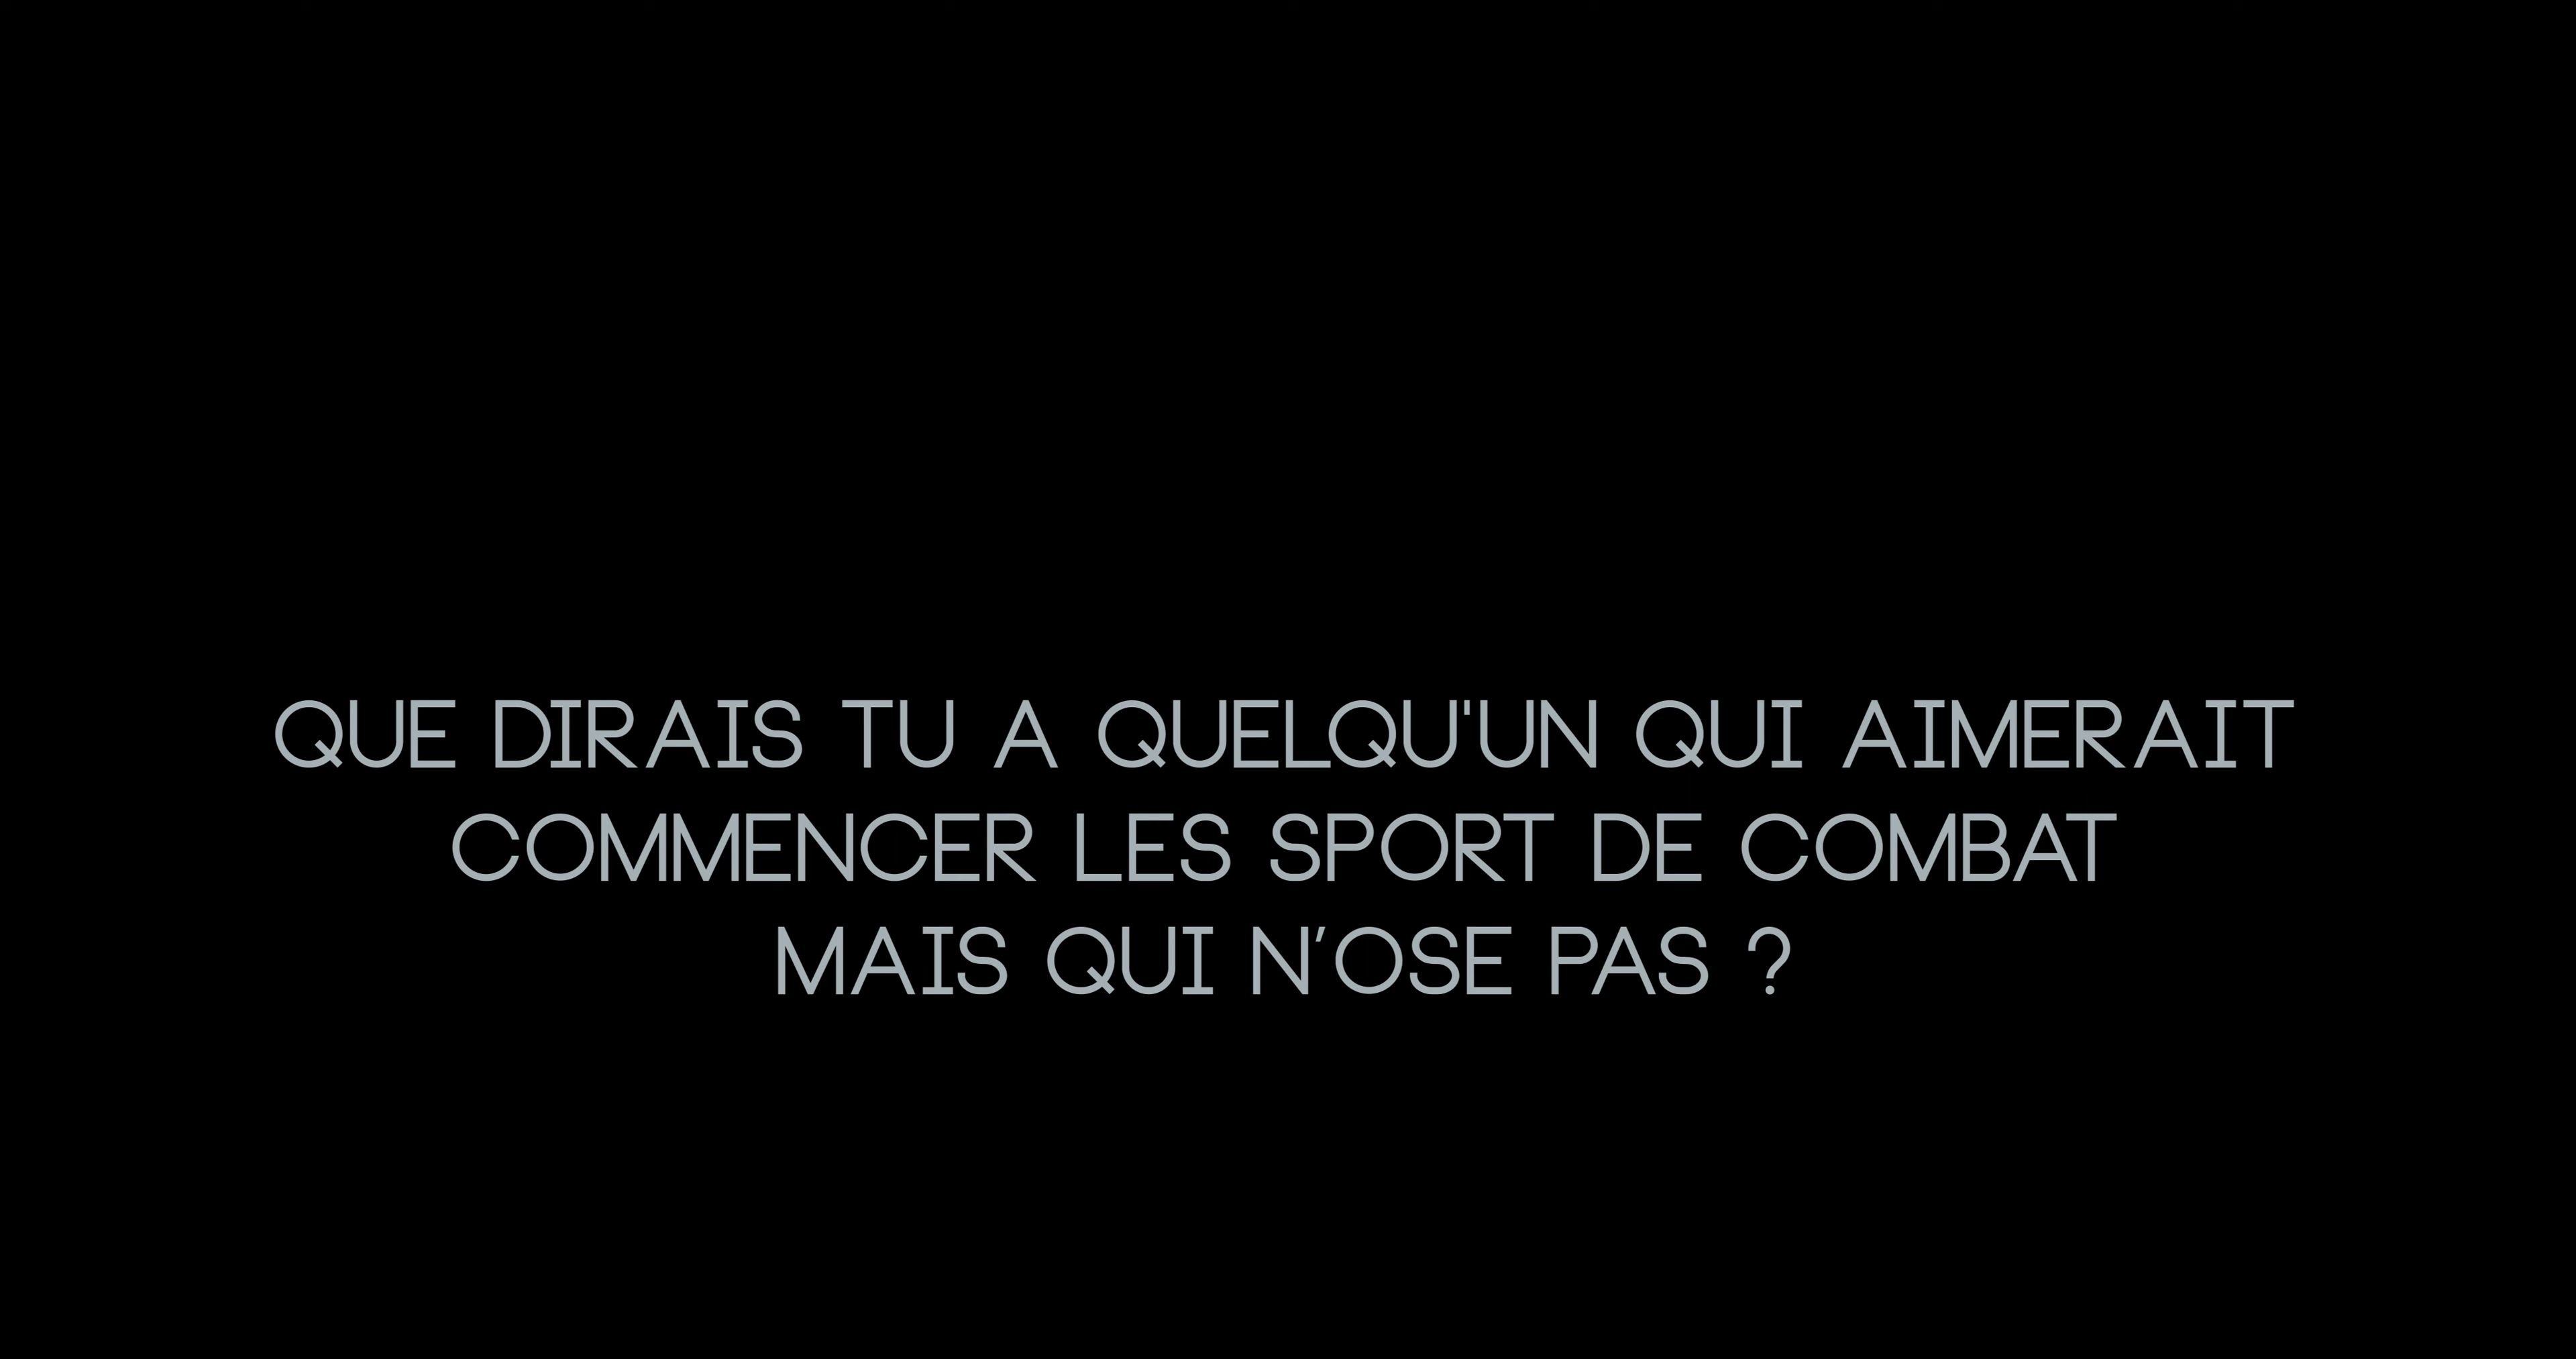 QUE DIRAIS TU A QUELQU'UN QUI AIMERAIT
COMMENCER LES SPORT DE COMBAT
MAIS QUI N’OSE PAS ?